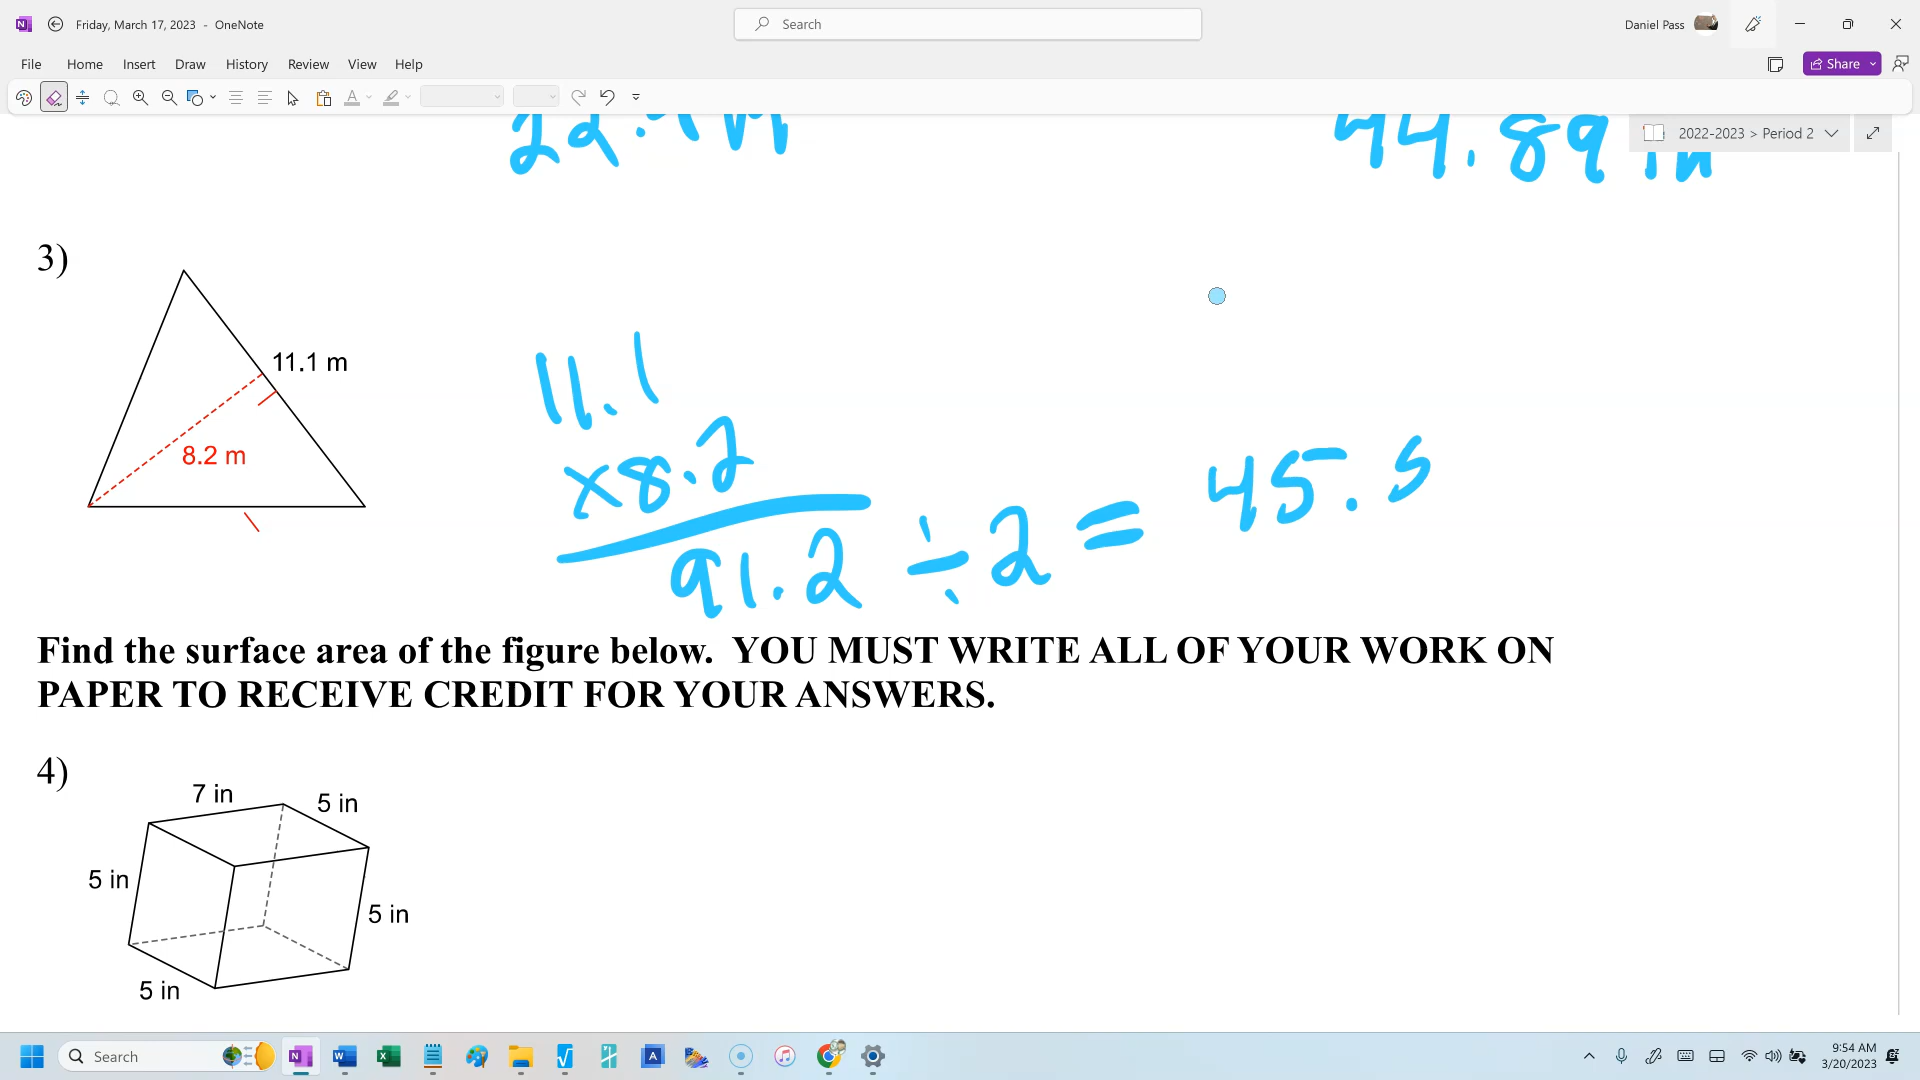 Friday, March 17, 2023 - OneNote
Search
Daniel Pass
File Home Insert Draw History Review View Help
Share
2022-2023 > Period 2
44.89 in
3)
11.1 m
8.2 m
11.1
x8.2
91.2 ÷ 2 = 45.5
Find the surface area of the figure below. YOU MUST WRITE ALL OF YOUR WORK ON
PAPER TO RECEIVE CREDIT FOR YOUR ANSWERS.
4)
7 in
5 in
5 in
5 in
5 in
Search
9:54 AM
3/20/2023